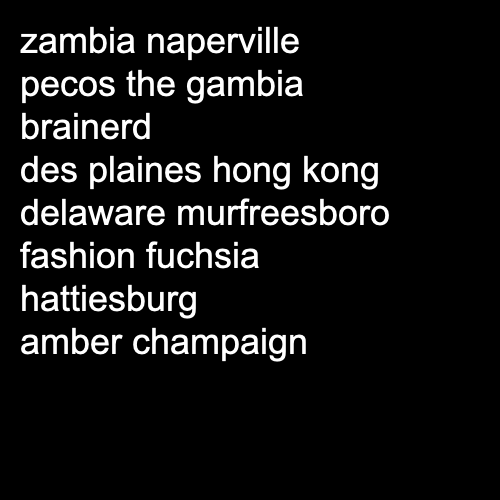 zambia naperville
pecos the gambia
brainerd
des plaines hong kong
delaware murfreesboro
fashion fuchsia
hattiesburg
amber champaign